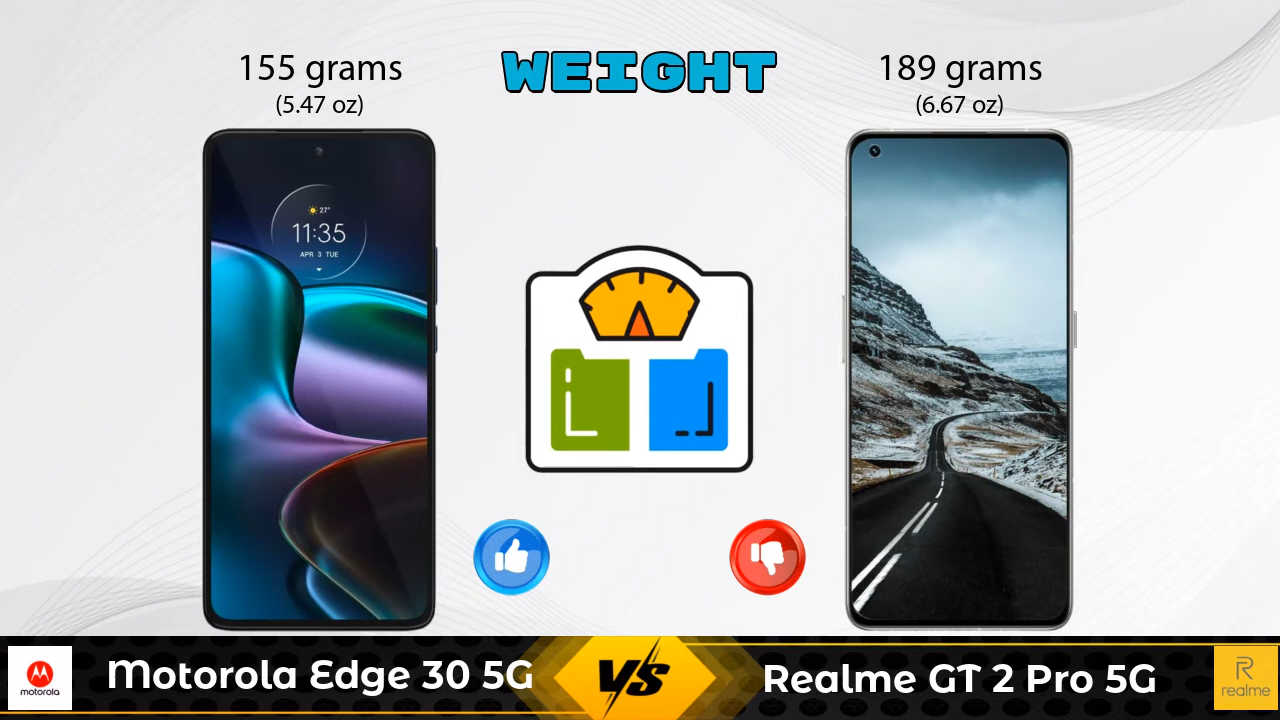 WEIGHT
155 grams
(5.47 oz)
189 grams
(6.67 oz)
27°
11:35
APR 3 TUE
motorola
Motorola Edge 30 5G
VS
Realme GT 2 Pro 5G
R
realme